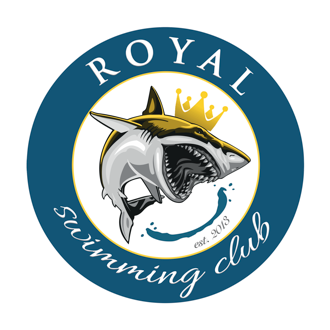 ROYAL
est. 2013
swimming club